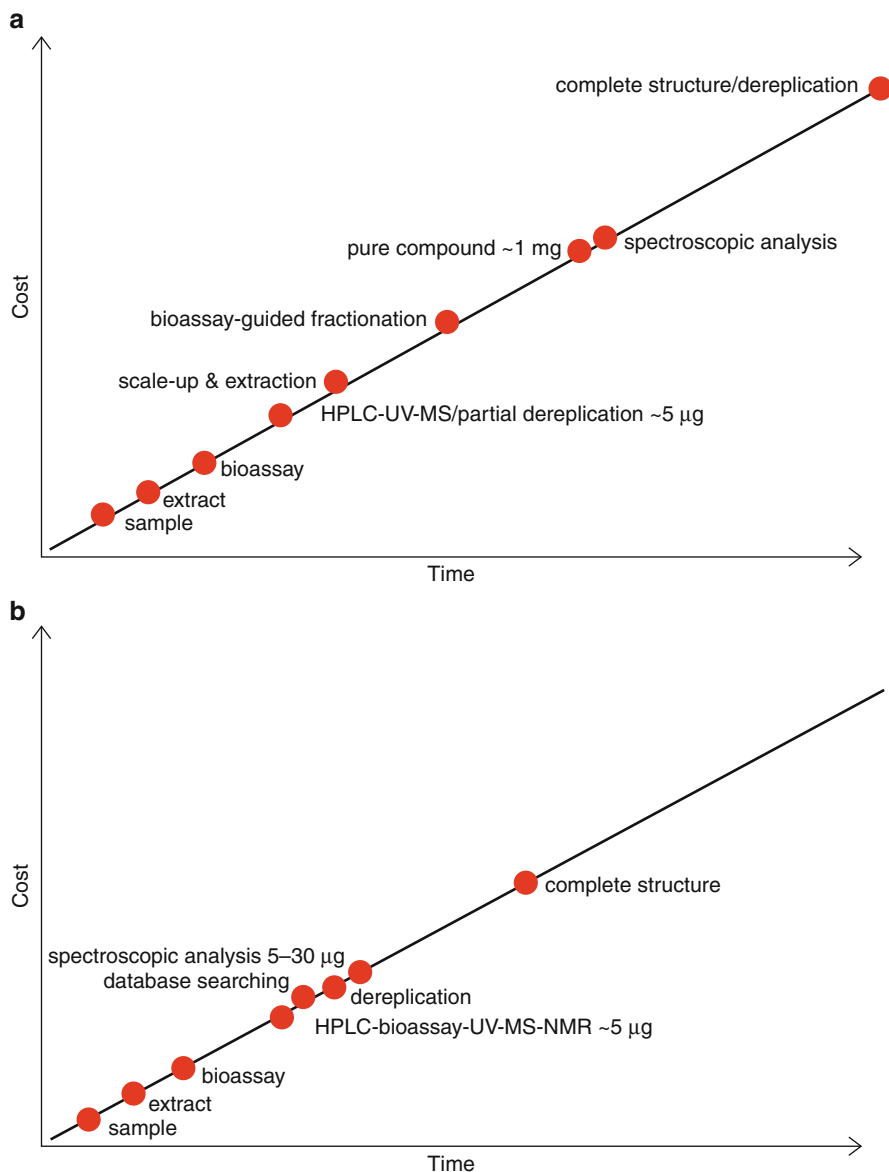 a
complete structure/dereplication
pure compound ~1 mg
spectroscopic analysis
bioassay-guided fractionation
scale-up & extraction
HPLC-UV-MS/partial dereplication ~5 μg
bioassay
extract
sample
Cost
Time
b
complete structure
spectroscopic analysis 5–30 μg
database searching
dereplication
HPLC-bioassay-UV-MS-NMR ~5 μg
bioassay
extract
sample
Cost
Time